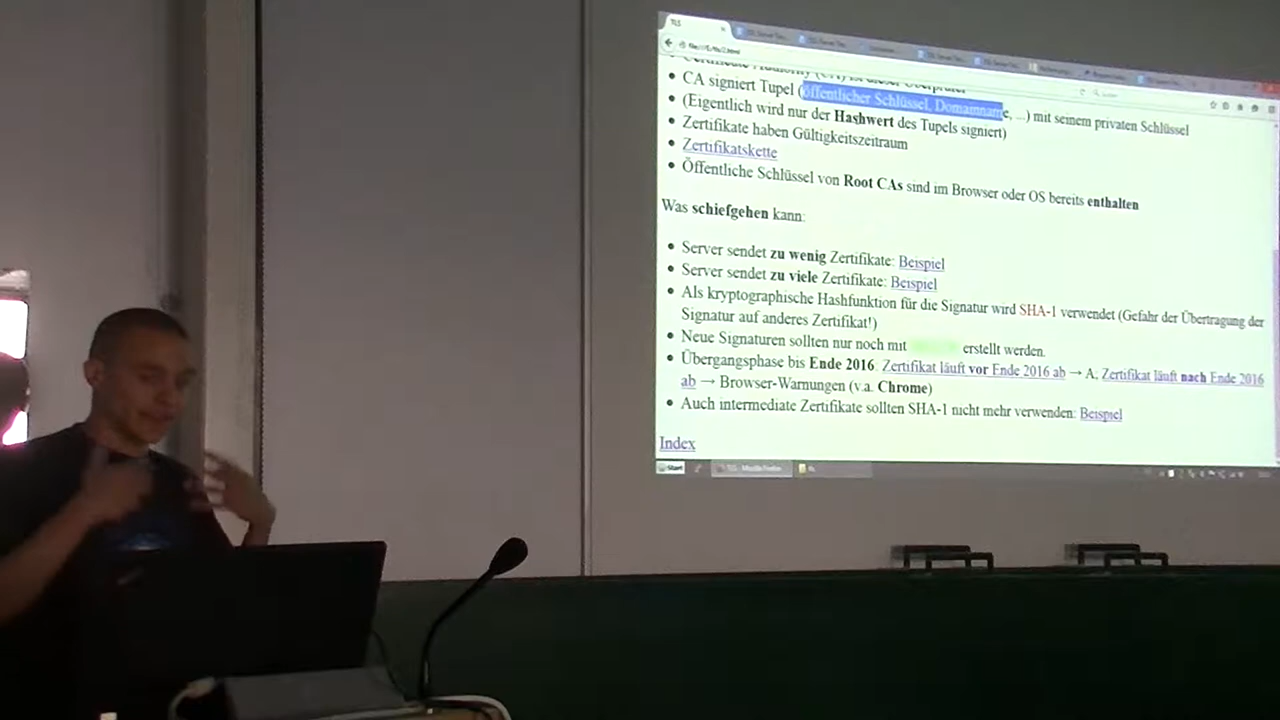 TLS
CA signiert Tupel (öffentlicher Schlüssel, Domainname, ...) mit seinem privaten Schlüssel
(Eigentlich wird nur der Hashwert des Tupels signiert)
Zertifikate haben Gültigkeitszeitraum
Zertifikatskette
Öffentliche Schlüssel von Root CAs sind im Browser oder OS bereits enthalten
Was schiefgehen kann:
Server sendet zu wenig Zertifikate: Beispiel
Server sendet zu viele Zertifikate: Beispiel
Als kryptographische Hashfunktion für die Signatur wird SHA-1 verwendet (Gefahr der Übertragung der
Signatur auf anderes Zertifikat!)
Neue Signaturen sollten nur noch mit erstellt werden.
Übergangsphase bis Ende 2016: Zertifikat läuft vor Ende 2016 ab → A; Zertifikat läuft nach Ende 2016
ab → Browser-Warnungen (v.a. Chrome)
Auch intermediate Zertifikate sollten SHA-1 nicht mehr verwenden: Beispiel
Index
Start
TLS - Mozilla Firefox